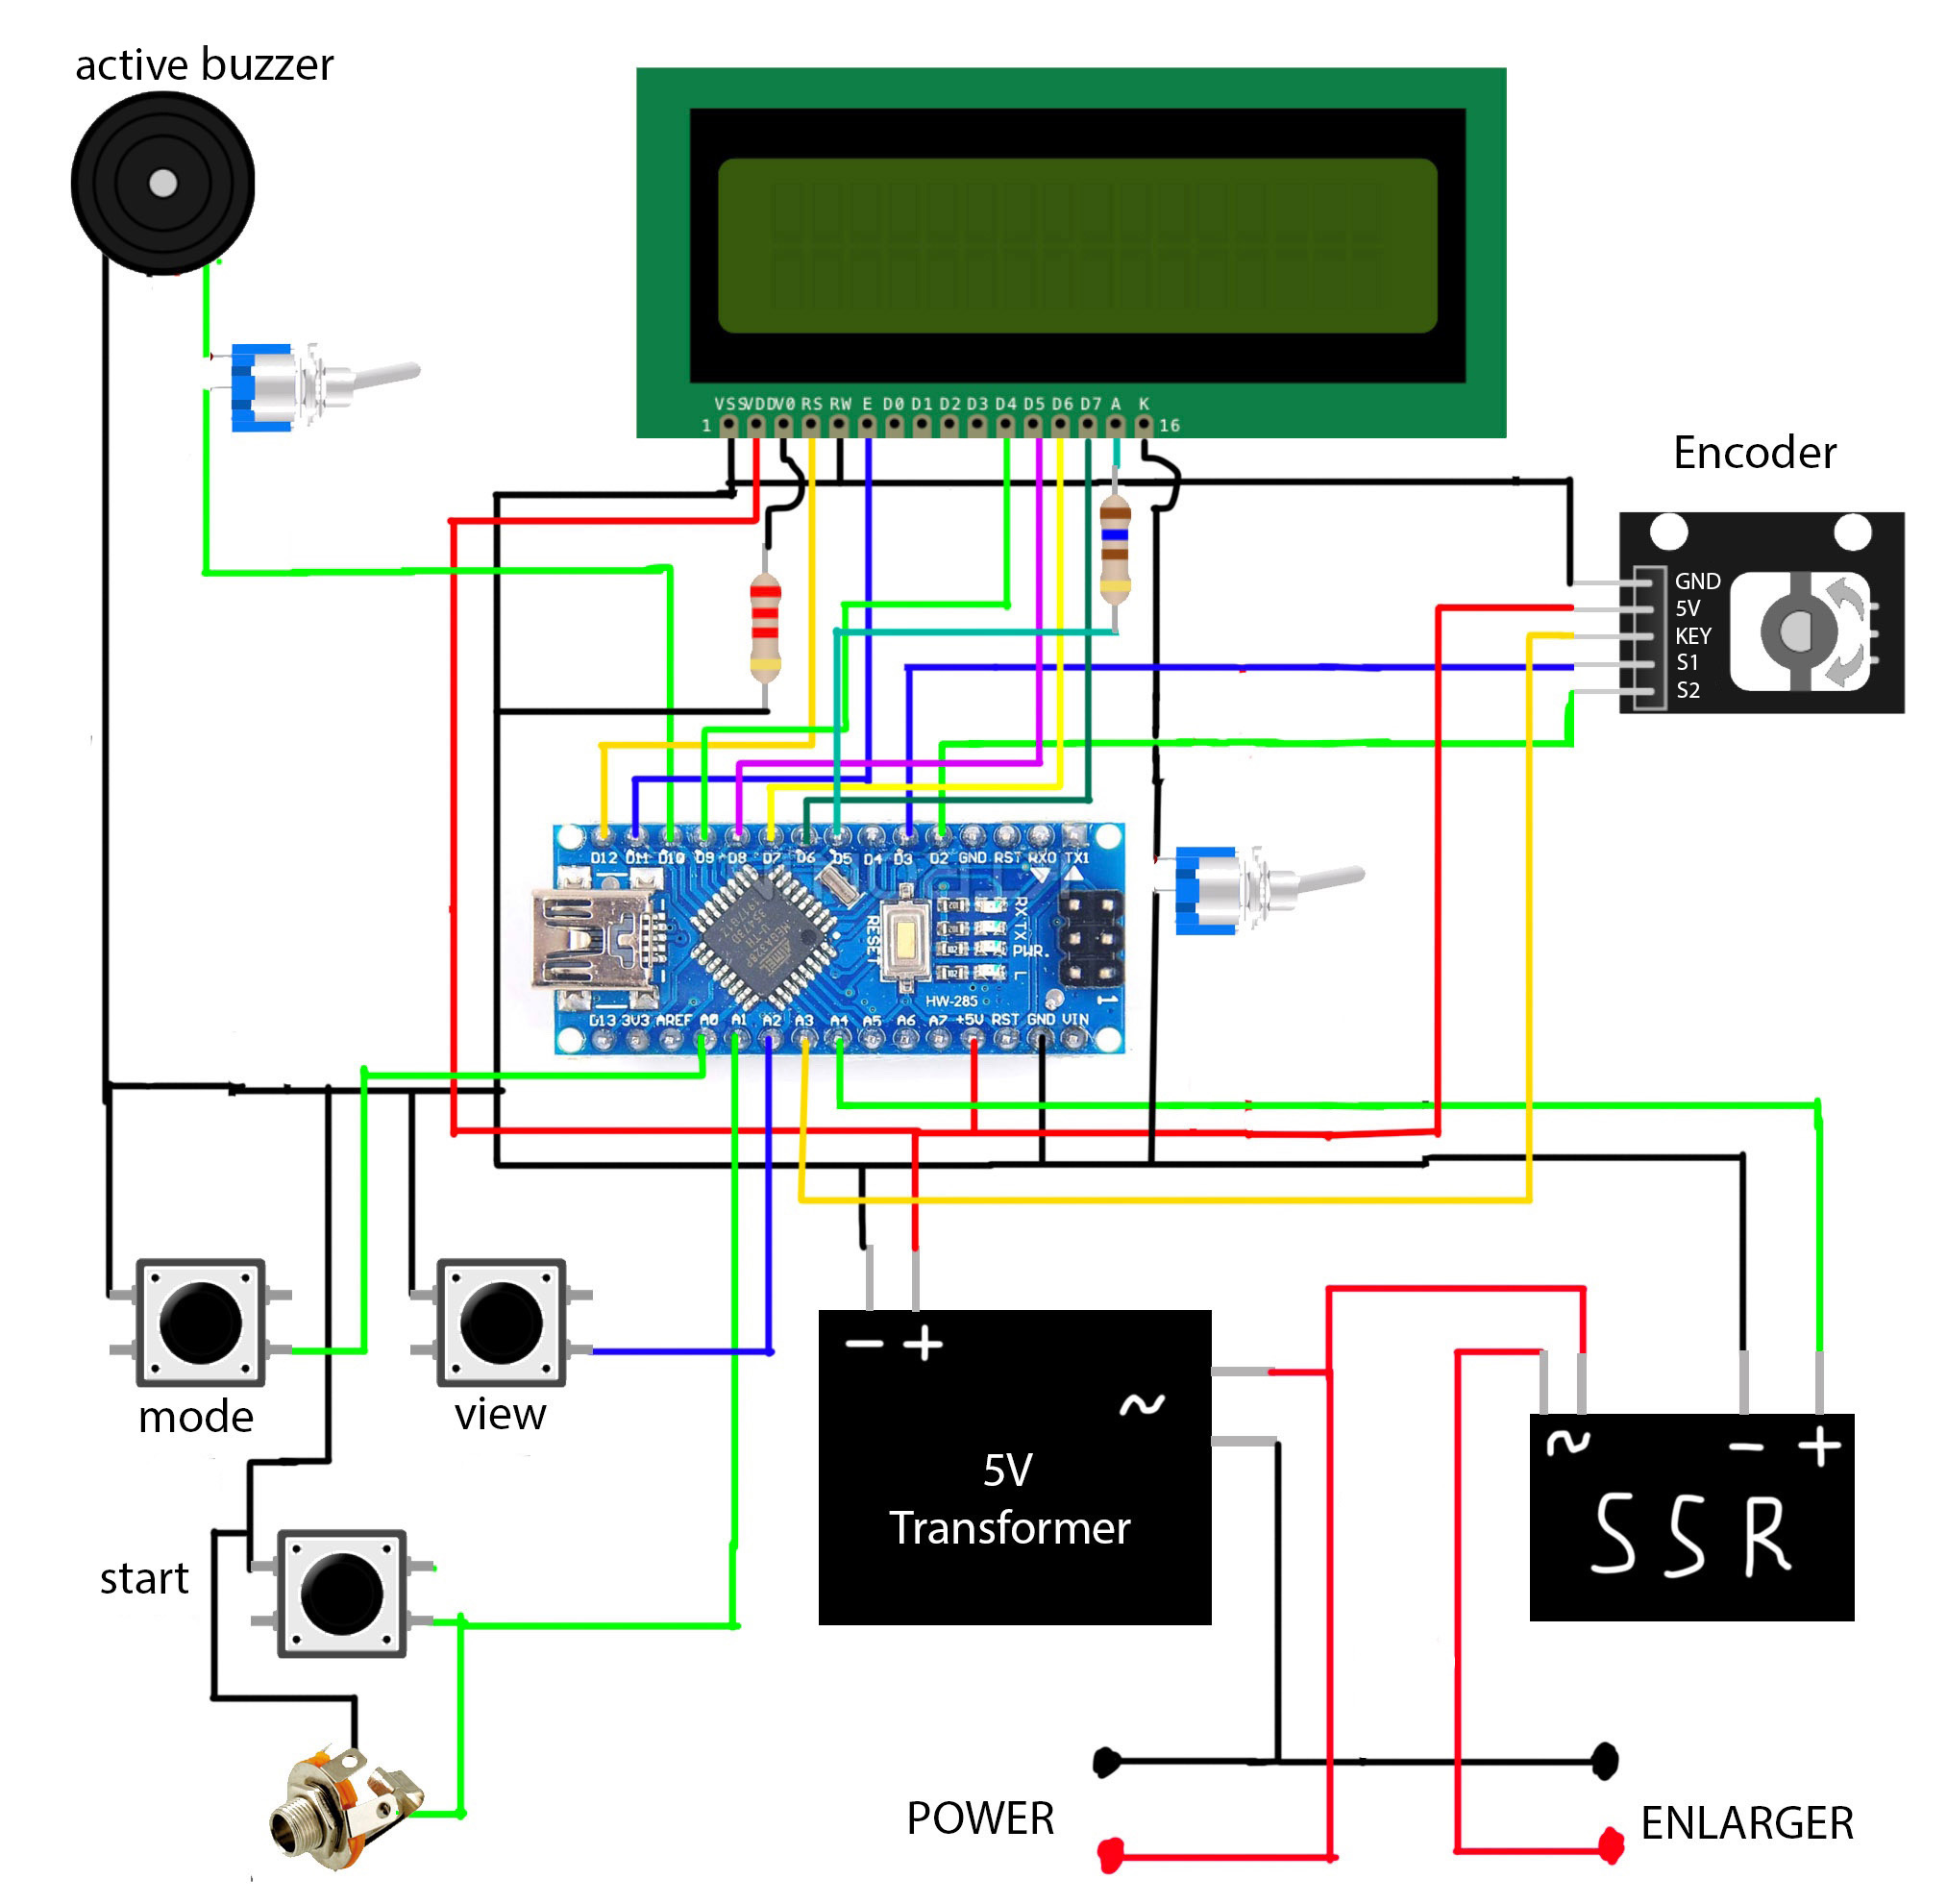 active buzzer
VSS VDD V0 RS RW E D0 D1 D2 D3 D4 D5 D6 D7 A K
1 16
Encoder
GND
5V
KEY
S1
S2
D12 D11 D10 D9 D8 D7 D6 D5 D4 D3 D2 GND RST RX0 TX1
RESET
RX
TX
PWR.
L
HW-285
1
D13 3V3 AREF A0 A1 A2 A3 A4 A5 A6 A7 +5V RST GND VIN
− +
~
5V
Transformer
~ − +
SSR
mode
view
start
POWER
ENLARGER